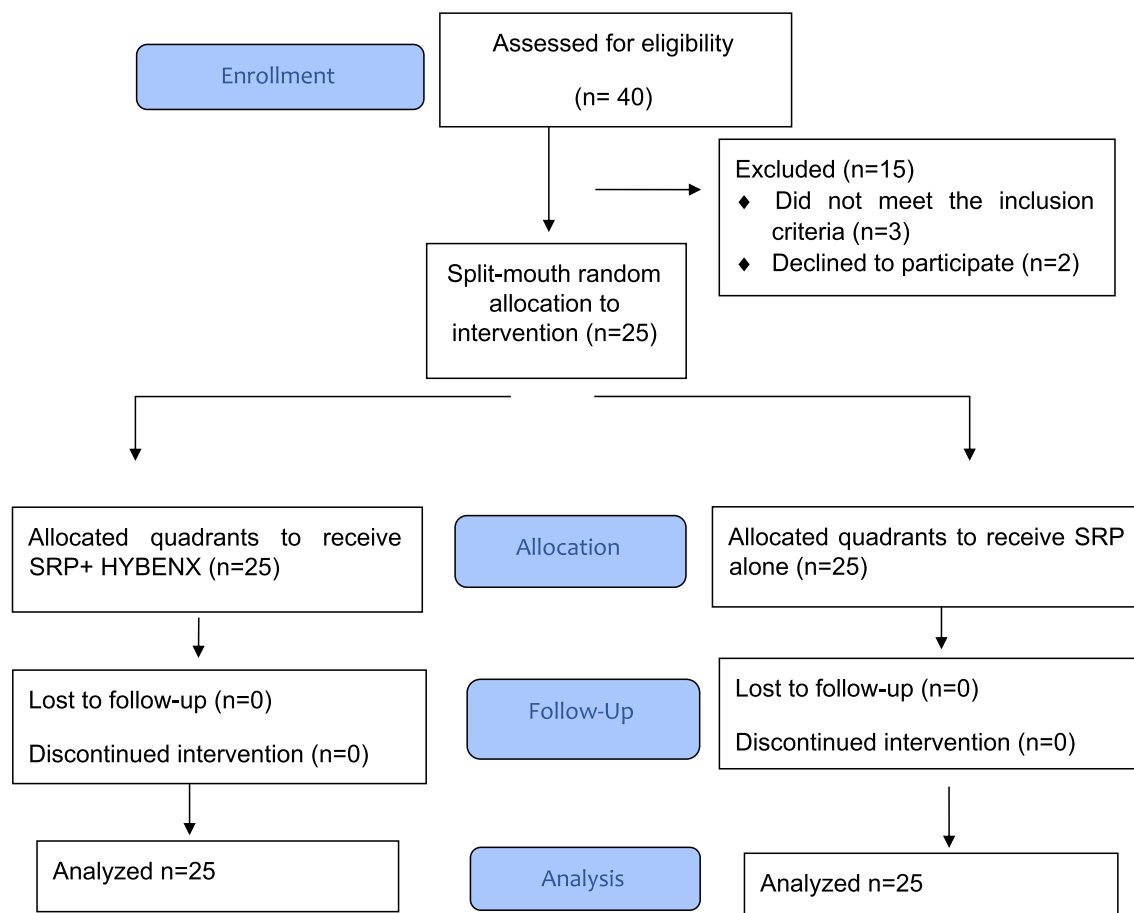 Enrollment
Assessed for eligibility
(n= 40)
Excluded (n=15)
♦ Did not meet the inclusion
criteria (n=3)
♦ Declined to participate (n=2)
Split-mouth random
allocation to
intervention (n=25)
Allocated quadrants to receive
SRP+ HYBENX (n=25)
Allocation
Allocated quadrants to receive SRP
alone (n=25)
Lost to follow-up (n=0)
Discontinued intervention (n=0)
Follow-Up
Lost to follow-up (n=0)
Discontinued intervention (n=0)
Analyzed n=25
Analysis
Analyzed n=25